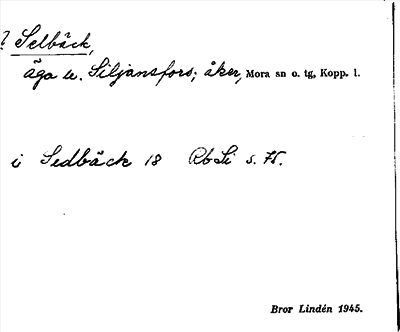 ? Selbäck,
äga u. Siljansfors; åker, Mora sn o. tg, Kopp. l.
i Sedbäck 18 RbSi s. 75.
Bror Lindén 1945.